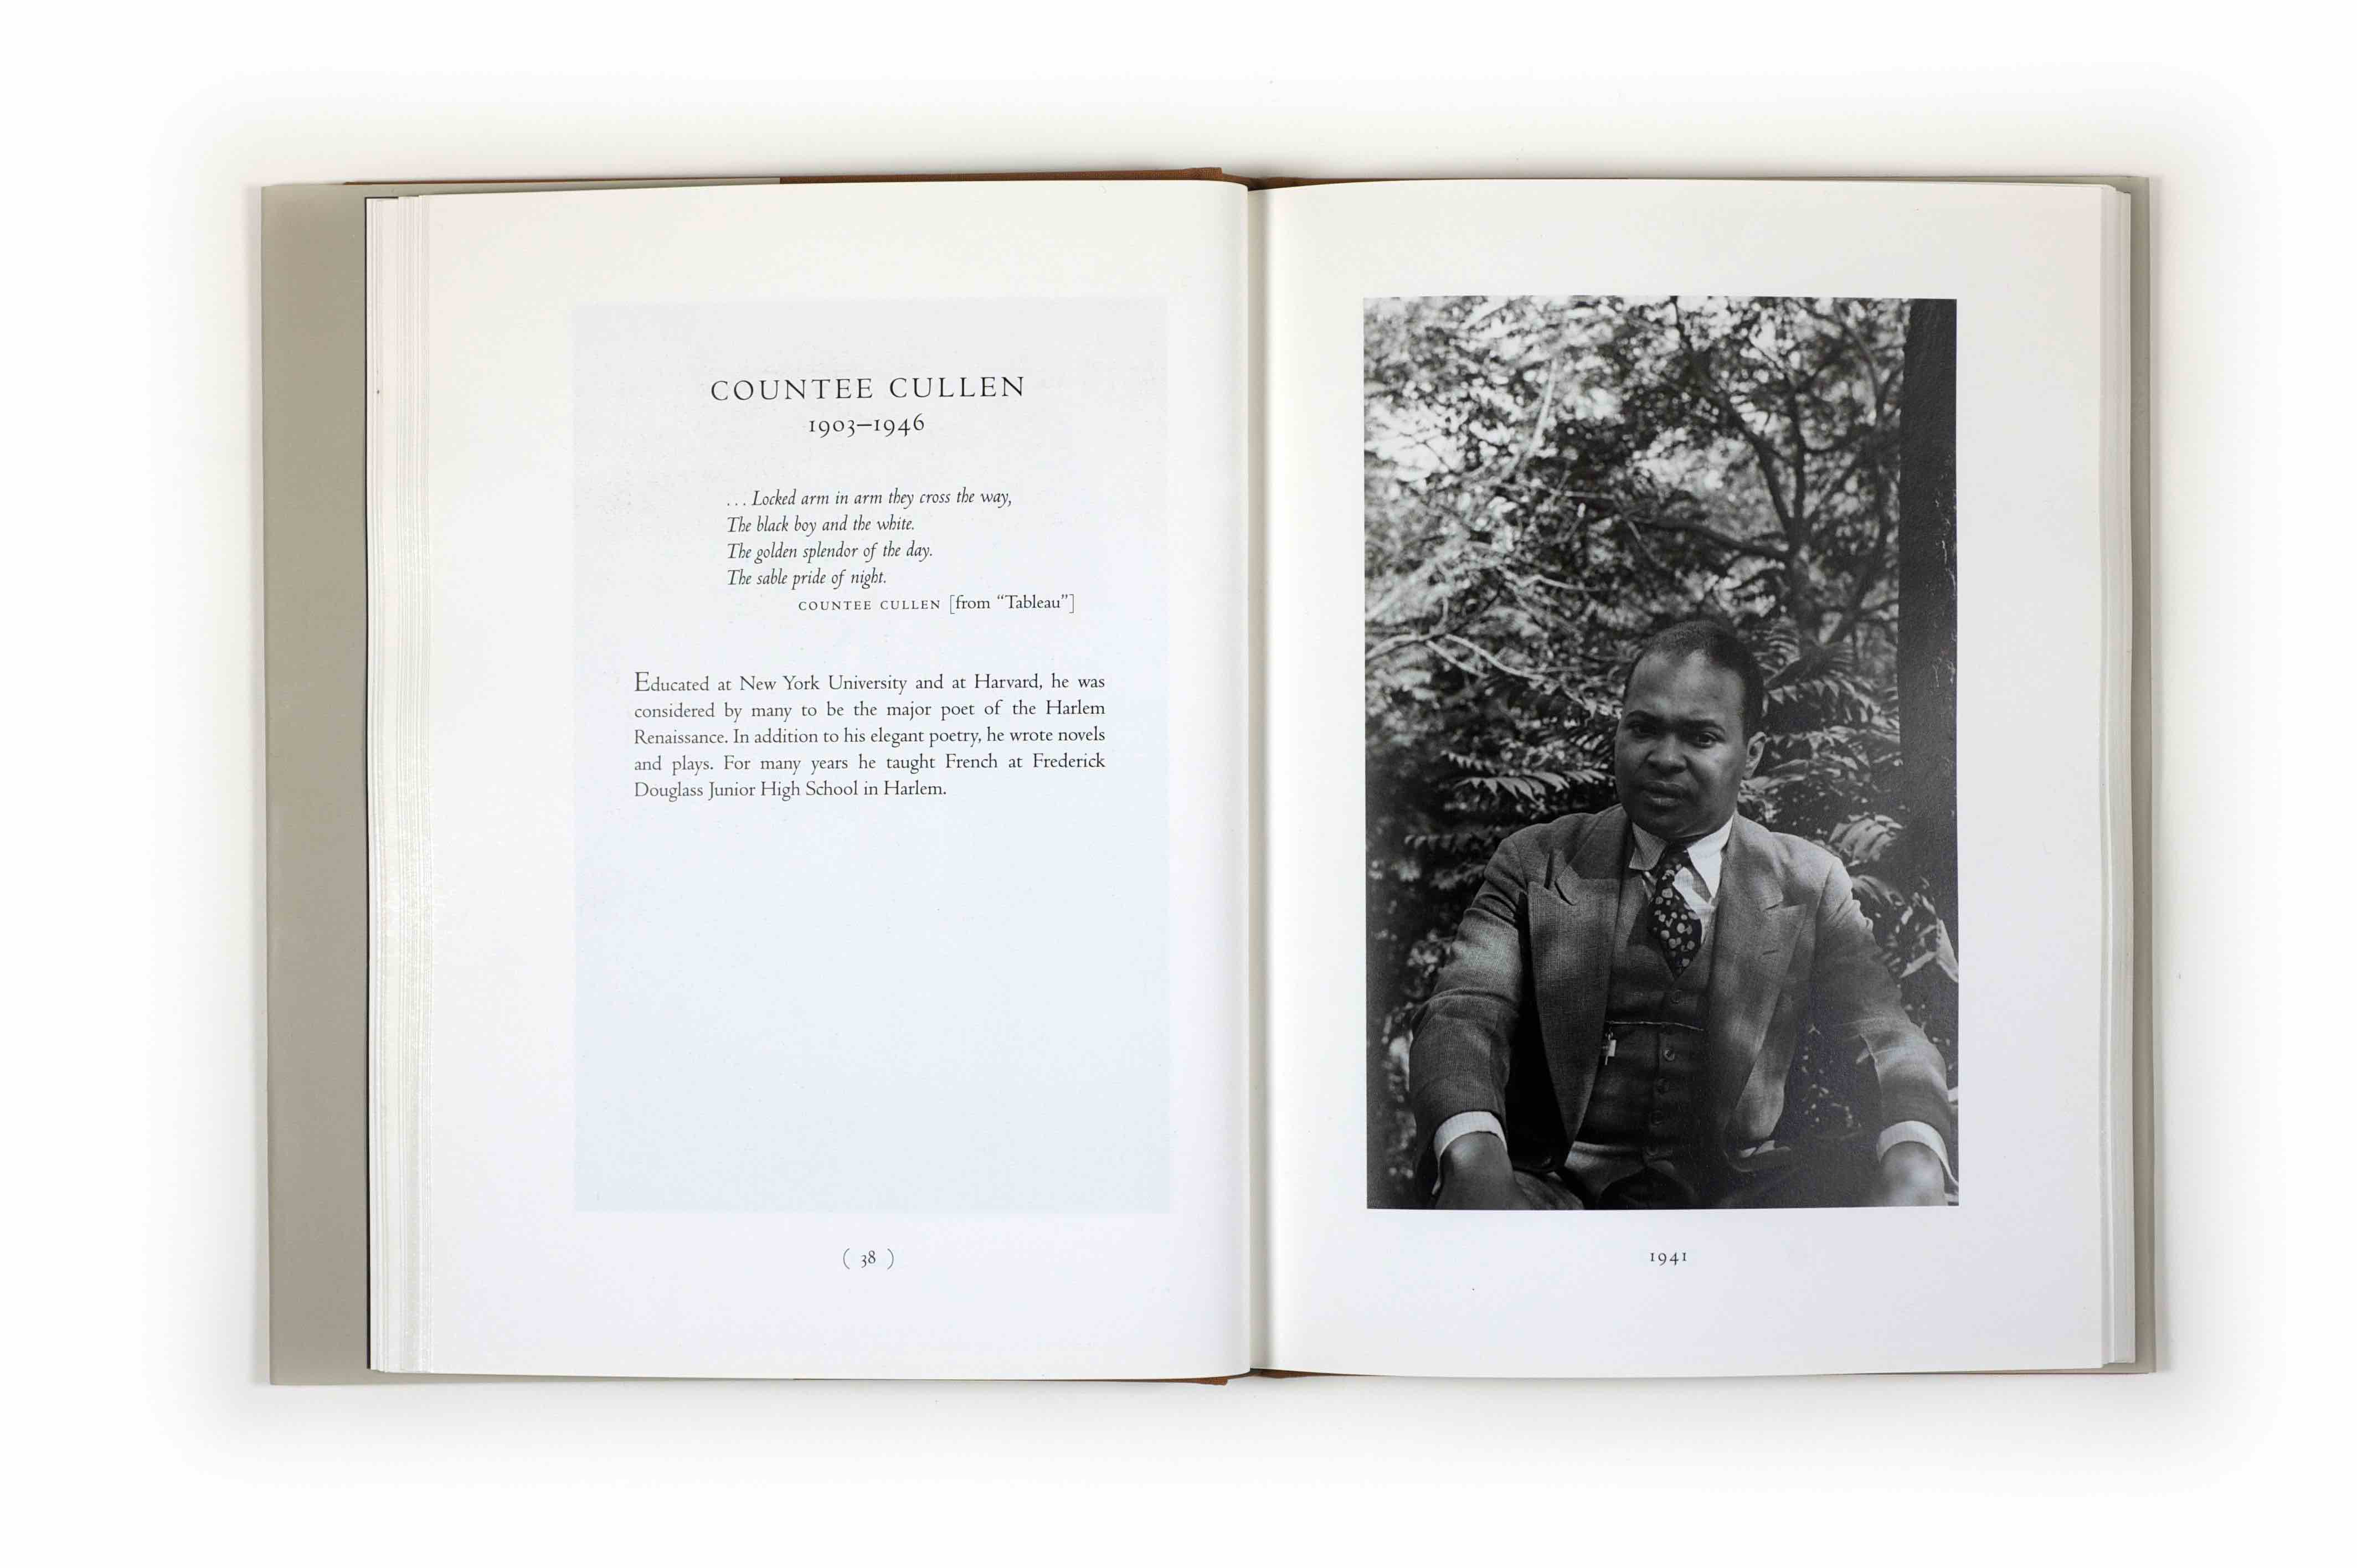 COUNTEE CULLEN
1903–1946
... Locked arm in arm they cross the way,
The black boy and the white.
The golden splendor of the day.
The sable pride of night.
COUNTEE CULLEN [from “Tableau”]
Educated at New York University and at Harvard, he was
considered by many to be the major poet of the Harlem
Renaissance. In addition to his elegant poetry, he wrote novels
and plays. For many years he taught French at Frederick
Douglass Junior High School in Harlem.
( 38 )
1941